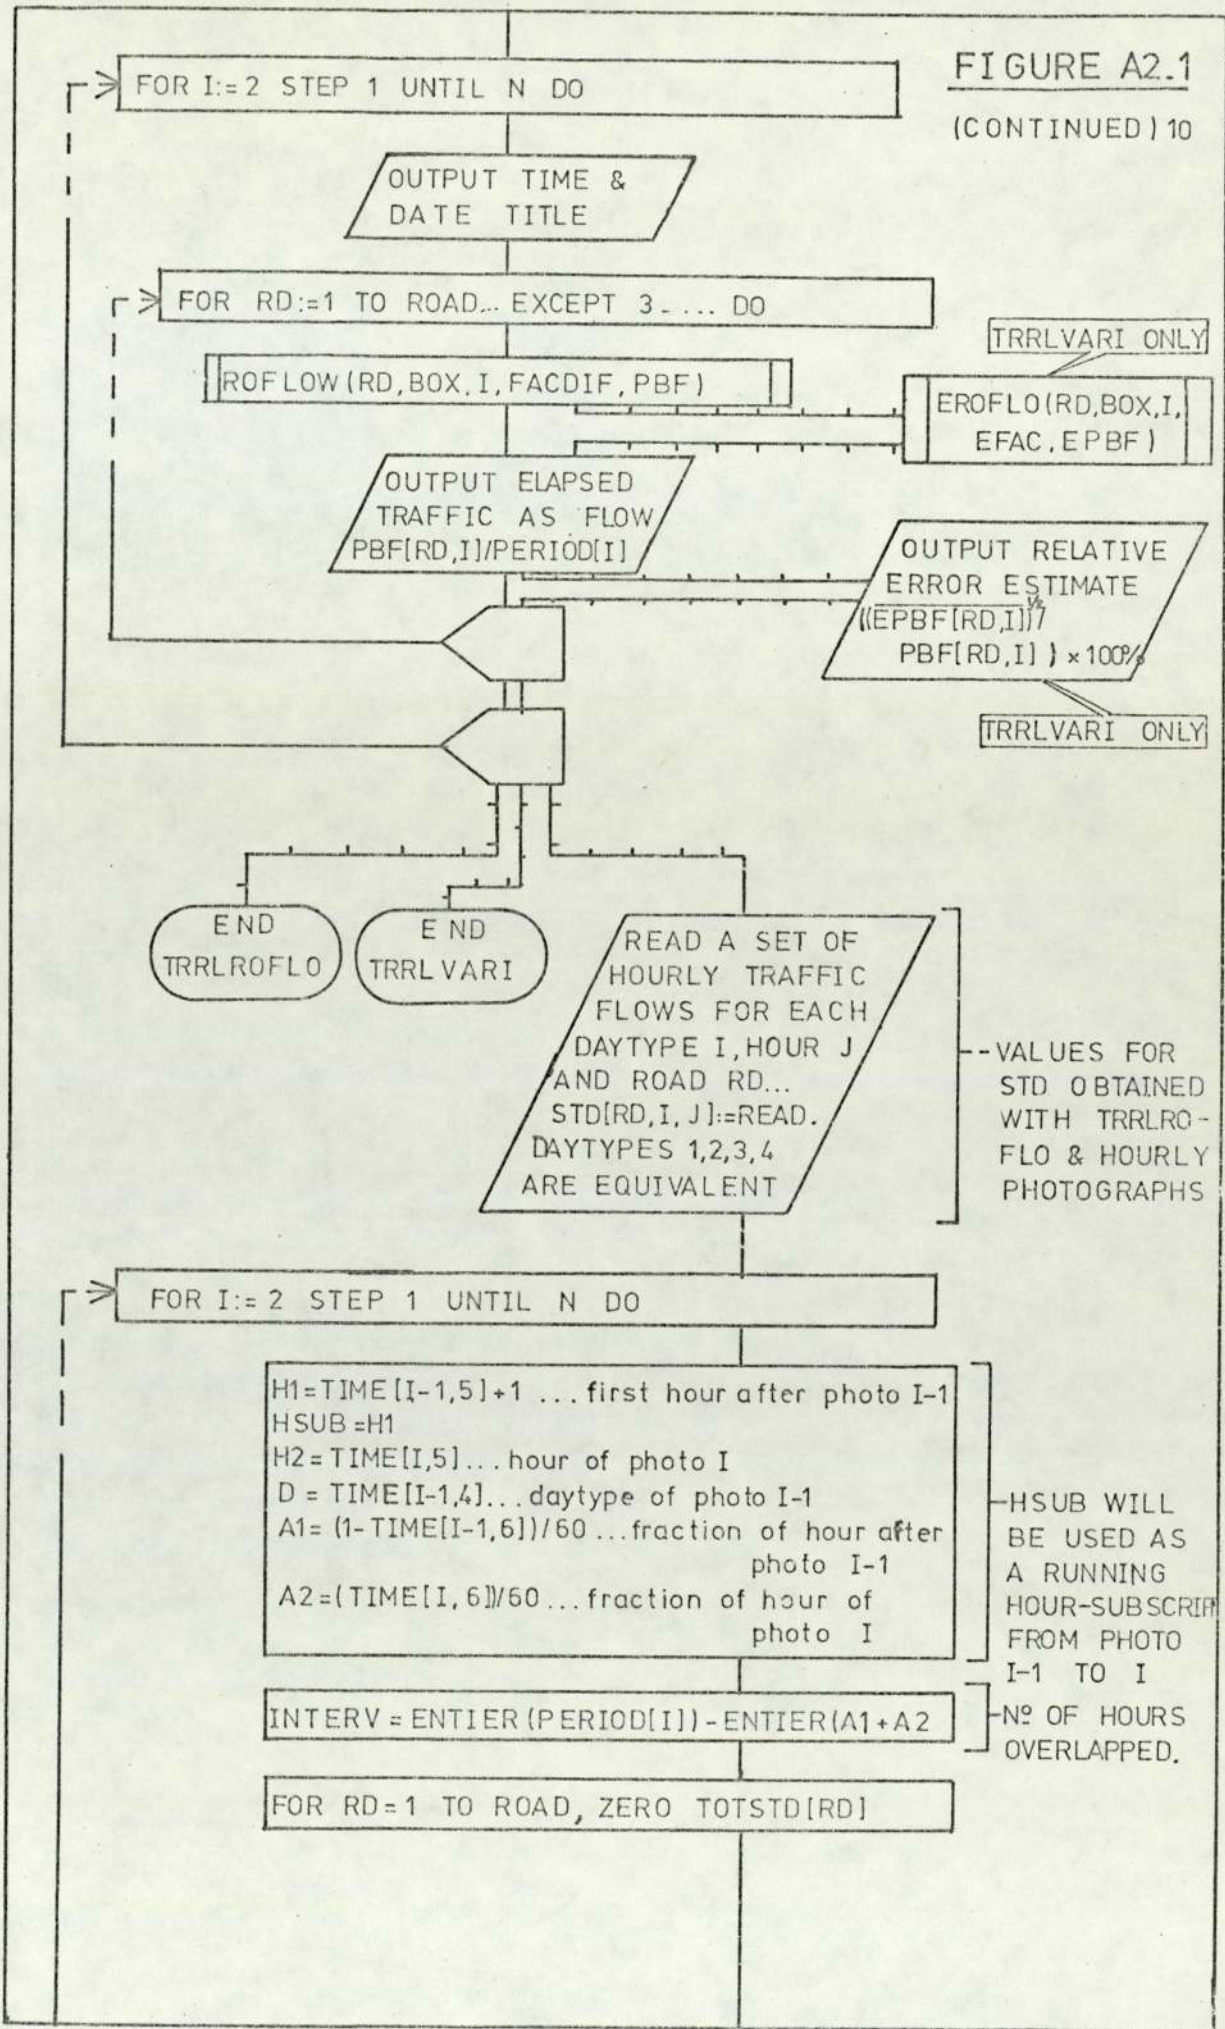 FIGURE A2.1
(CONTINUED) 10
FOR I:= 2 STEP 1 UNTIL N DO
OUTPUT TIME &
DATE TITLE
FOR RD:=1 TO ROAD... EXCEPT 3..... DO
TRRLVARI ONLY
ROFLOW(RD,BOX,I,FACDIF,PBF)
EROFLO(RD,BOX,I,
EFAC,EPBF)
OUTPUT ELAPSED
TRAFFIC AS FLOW
PBF[RD,I]/PERIOD[I]
OUTPUT RELATIVE
ERROR ESTIMATE
((EPBF[RD,I])^½/
PBF[RD,I] ) ×100%
TRRLVARI ONLY
END
TRRLROFLO
END
TRRLVARI
READ A SET OF
HOURLY TRAFFIC
FLOWS FOR EACH
DAYTYPE I, HOUR J
AND ROAD RD...
STD[RD,I,J]:=READ.
DAYTYPES 1,2,3,4
ARE EQUIVALENT
VALUES FOR
STD OBTAINED
WITH TRRLRO-
FLO & HOURLY
PHOTOGRAPHS
FOR I:= 2 STEP 1 UNTIL N DO
H1=TIME[I-1,5]+1 ...first hour after photo I-1
HSUB=H1
H2=TIME[I,5]...hour of photo I
D = TIME[I-1,4]...daytype of photo I-1
A1= (1-TIME[I-1,6])/60 ...fraction of hour after
photo I-1
A2=(TIME[I,6])/60...fraction of hour of
photo I
HSUB WILL
BE USED AS
A RUNNING
HOUR-SUBSCRIP
FROM PHOTO
I-1 TO I
INTERV = ENTIER(PERIOD[I])-ENTIER(A1+A2
Nº OF HOURS
OVERLAPPED.
FOR RD=1 TO ROAD, ZERO TOTSTD[RD]